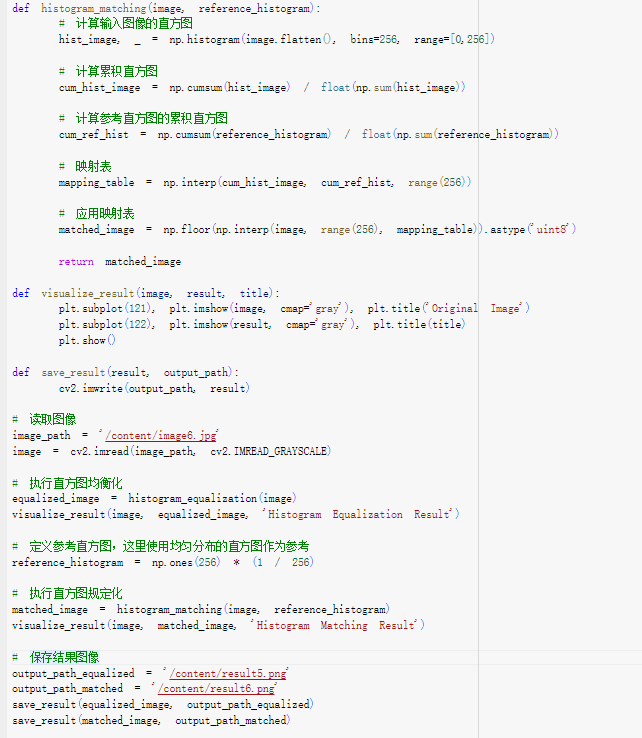 def histogram_matching(image, reference_histogram):
# 计算输入图像的直方图
hist_image, _ = np.histogram(image.flatten(), bins=256, range=[0,256])
# 计算累积直方图
cum_hist_image = np.cumsum(hist_image) / float(np.sum(hist_image))
# 计算参考直方图的累积直方图
cum_ref_hist = np.cumsum(reference_histogram) / float(np.sum(reference_histogram))
# 映射表
mapping_table = np.interp(cum_hist_image, cum_ref_hist, range(256))
# 应用映射表
matched_image = np.floor(np.interp(image, range(256), mapping_table)).astype('uint8')
return matched_image
def visualize_result(image, result, title):
plt.subplot(121), plt.imshow(image, cmap='gray'), plt.title('Original Image')
plt.subplot(122), plt.imshow(result, cmap='gray'), plt.title(title)
plt.show()
def save_result(result, output_path):
cv2.imwrite(output_path, result)
# 读取图像
image_path = '/content/image6.jpg'
image = cv2.imread(image_path, cv2.IMREAD_GRAYSCALE)
# 执行直方图均衡化
equalized_image = histogram_equalization(image)
visualize_result(image, equalized_image, 'Histogram Equalization Result')
# 定义参考直方图，这里使用均匀分布的直方图作为参考
reference_histogram = np.ones(256) * (1 / 256)
# 执行直方图规定化
matched_image = histogram_matching(image, reference_histogram)
visualize_result(image, matched_image, 'Histogram Matching Result')
# 保存结果图像
output_path_equalized = '/content/result5.png'
output_path_matched = '/content/result6.png'
save_result(equalized_image, output_path_equalized)
save_result(matched_image, output_path_matched)